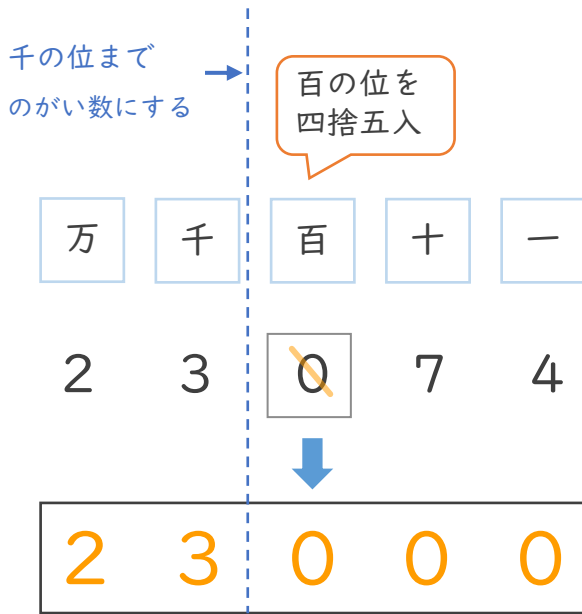 千の位まで
のがい数にする
百の位を
四捨五入
万 千 百 十 一
2 3 0 7 4
2 3 0 0 0